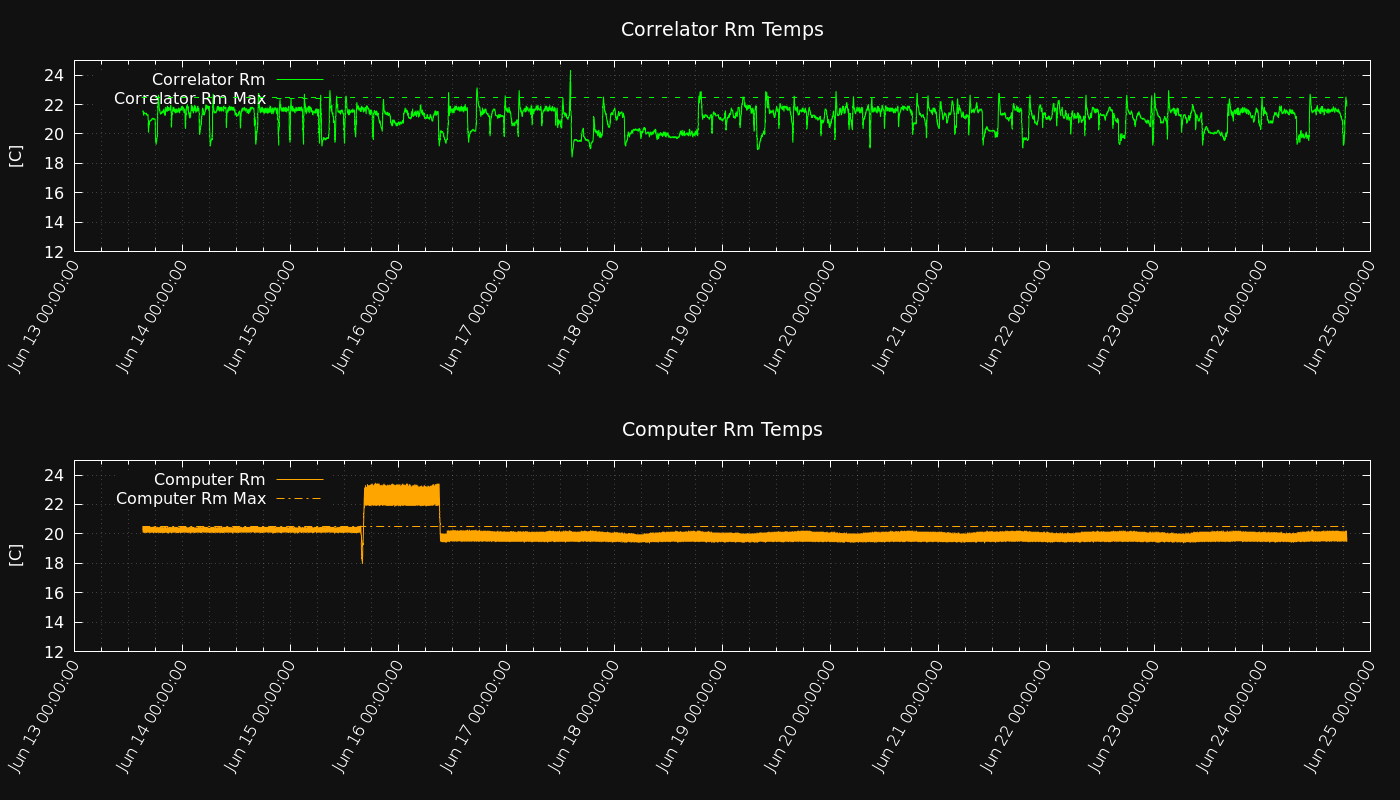 Correlator Rm Temps
Correlator Rm
Correlator Rm Max
[C]
24
22
20
18
16
14
12
Jun 13 00:00:00
Jun 14 00:00:00
Jun 15 00:00:00
Jun 16 00:00:00
Jun 17 00:00:00
Jun 18 00:00:00
Jun 19 00:00:00
Jun 20 00:00:00
Jun 21 00:00:00
Jun 22 00:00:00
Jun 23 00:00:00
Jun 24 00:00:00
Jun 25 00:00:00
Computer Rm Temps
Computer Rm
Computer Rm Max
[C]
24
22
20
18
16
14
12
Jun 13 00:00:00
Jun 14 00:00:00
Jun 15 00:00:00
Jun 16 00:00:00
Jun 17 00:00:00
Jun 18 00:00:00
Jun 19 00:00:00
Jun 20 00:00:00
Jun 21 00:00:00
Jun 22 00:00:00
Jun 23 00:00:00
Jun 24 00:00:00
Jun 25 00:00:00